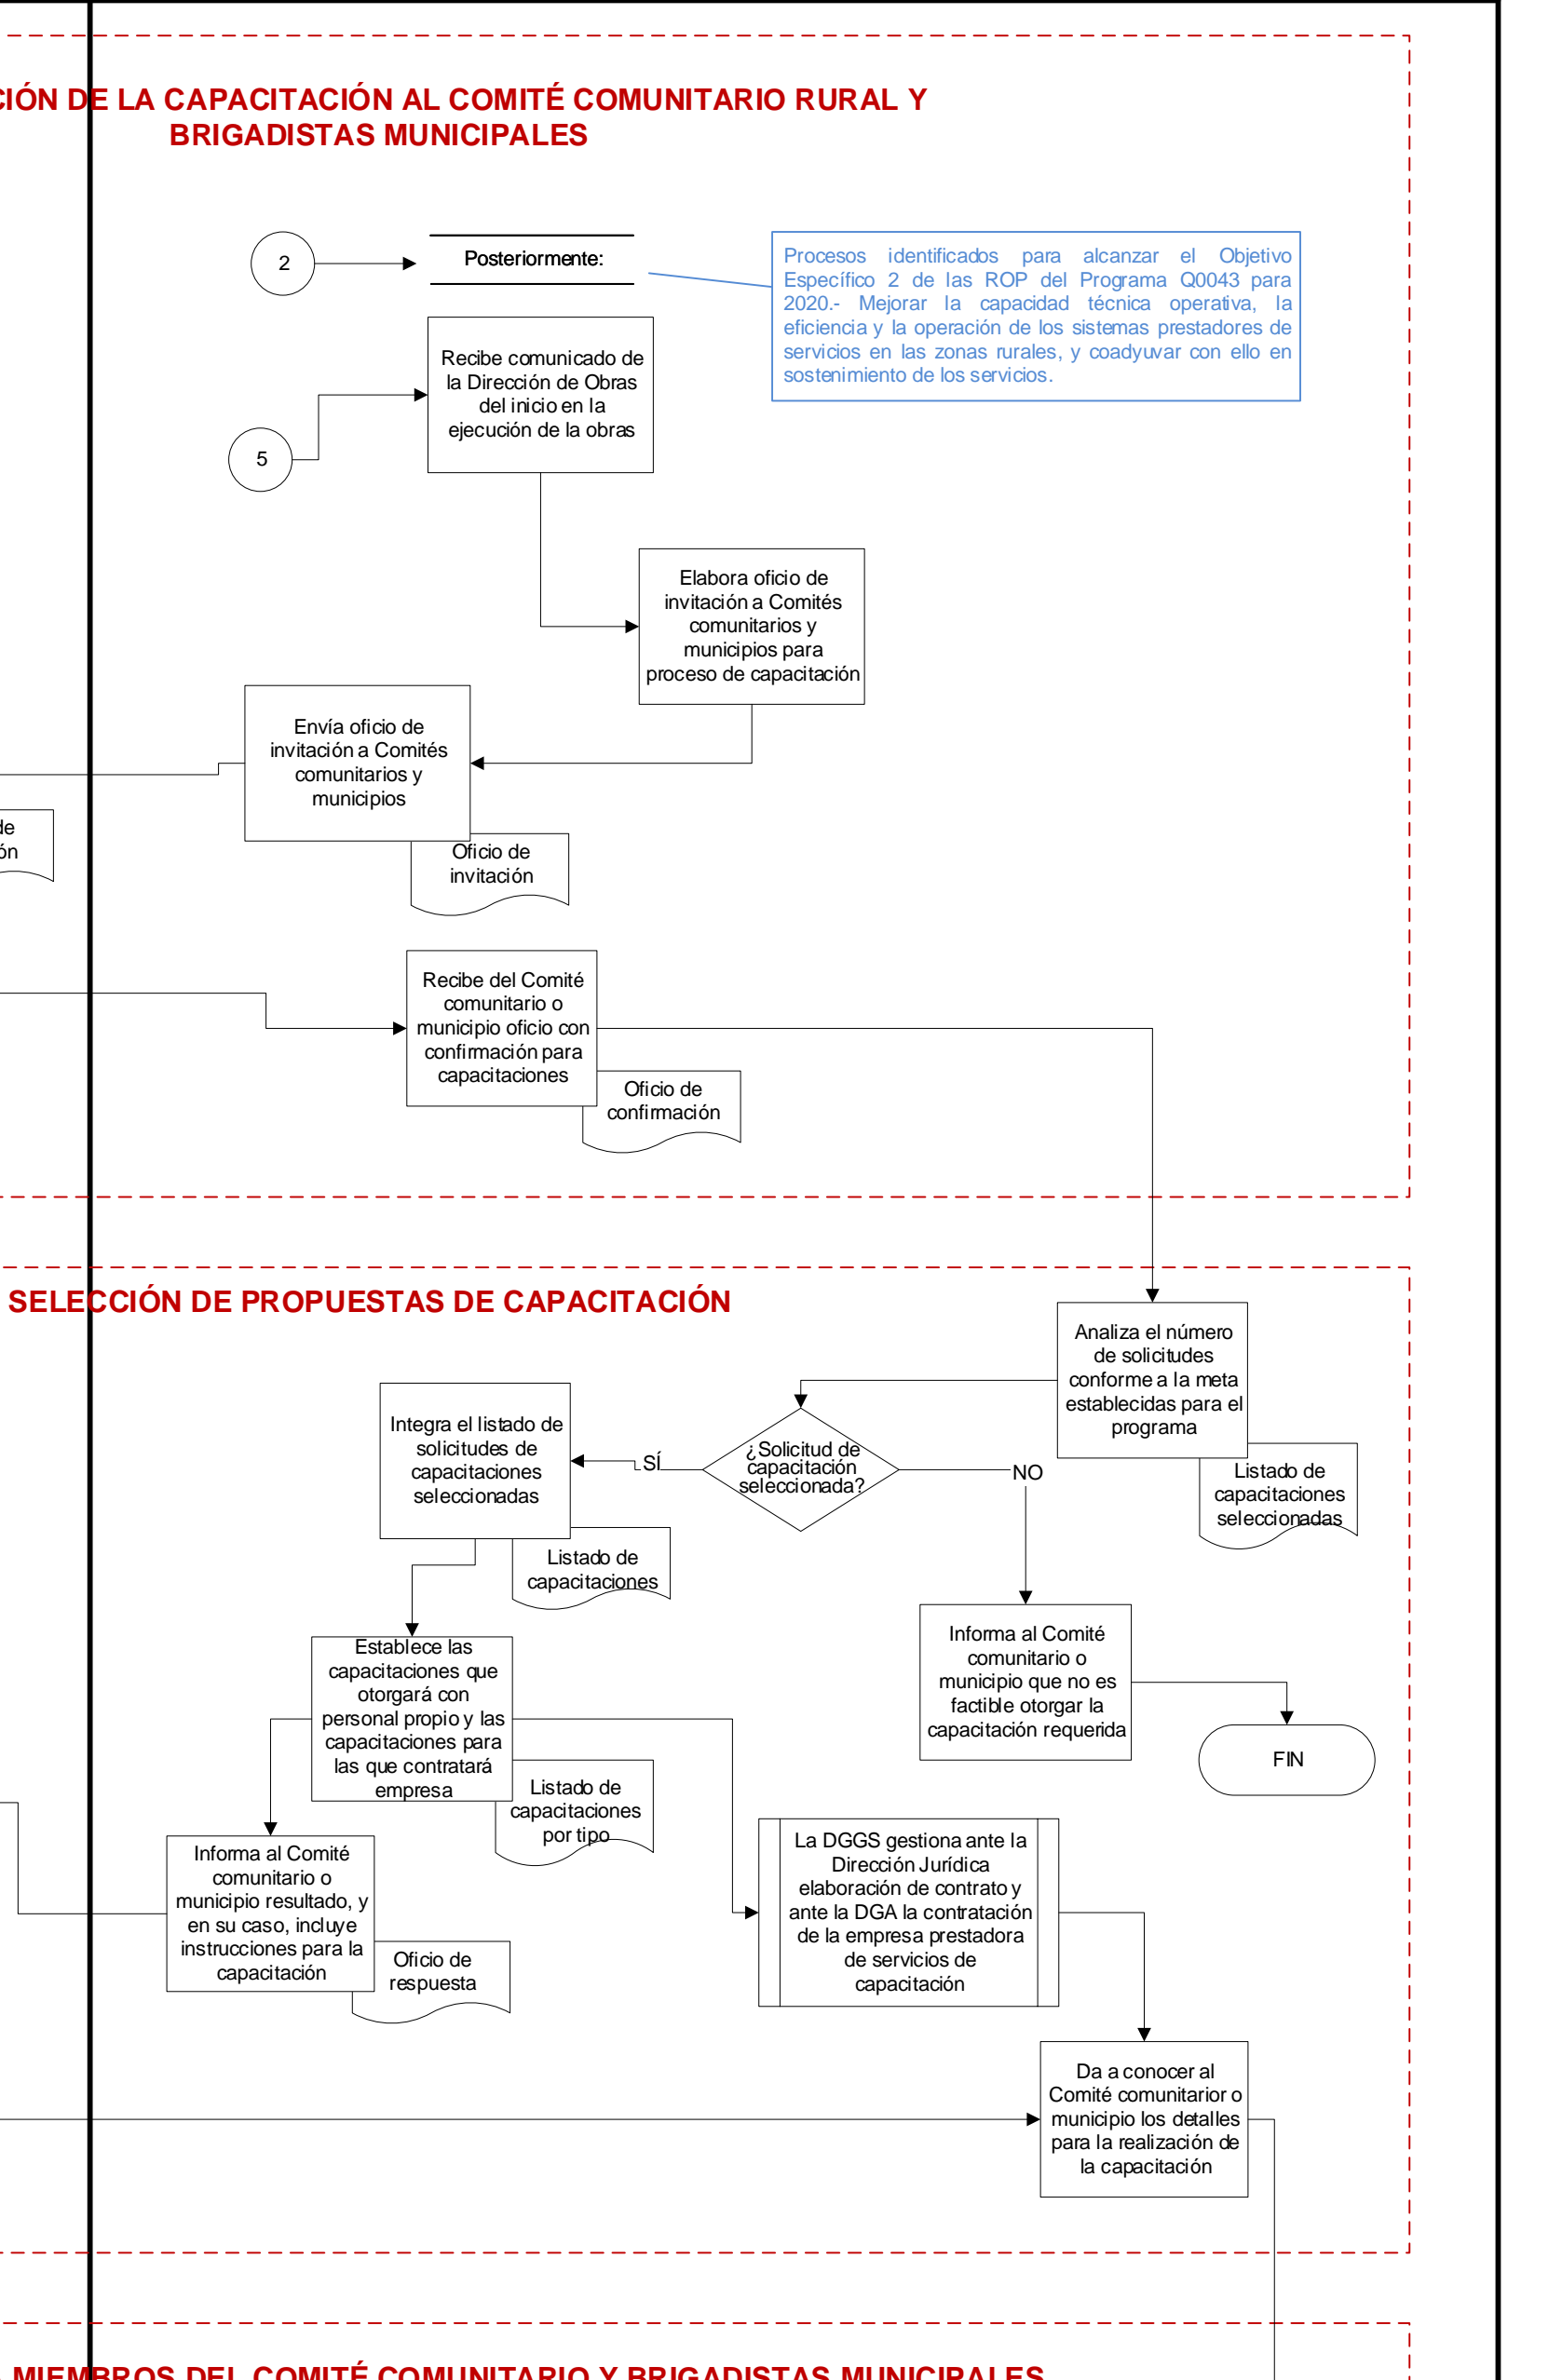 CIÓN DE LA CAPACITACIÓN AL COMITÉ COMUNITARIO RURAL Y
BRIGADISTAS MUNICIPALES
2
Posteriormente:
Procesos identificados para alcanzar el Objetivo
Específico 2 de las ROP del Programa Q0043 para
2020.- Mejorar la capacidad técnica operativa, la
eficiencia y la operación de los sistemas prestadores de
servicios en las zonas rurales, y coadyuvar con ello en
sostenimiento de los servicios.
Recibe comunicado de
la Dirección de Obras
del inicio en la
ejecución de la obras
5
Elabora oficio de
invitación a Comités
comunitarios y
municipios para
proceso de capacitación
Envía oficio de
invitación a Comités
comunitarios y
municipios
de
ón
Oficio de
invitación
Recibe del Comité
comunitario o
municipio oficio con
confirmación para
capacitaciones
Oficio de
confirmación
SELECCIÓN DE PROPUESTAS DE CAPACITACIÓN
Analiza el número
de solicitudes
conforme a la meta
establecidas para el
programa
Listado de
capacitaciones
seleccionadas
¿Solicitud de
capacitación
seleccionada?
SÍ
NO
Integra el listado de
solicitudes de
capacitaciones
seleccionadas
Listado de
capacitaciones
Informa al Comité
comunitario o
municipio que no es
factible otorgar la
capacitación requerida
FIN
Establece las
capacitaciones que
otorgará con
personal propio y las
capacitaciones para
las que contratará
empresa
Listado de
capacitaciones
por tipo
La DGGS gestiona ante la
Dirección Jurídica
elaboración de contrato y
ante la DGA la contratación
de la empresa prestadora
de servicios de
capacitación
Informa al Comité
comunitario o
municipio resultado, y
en su caso, incluye
instrucciones para la
capacitación
Oficio de
respuesta
Da a conocer al
Comité comunitarior o
municipio los detalles
para la realización de
la capacitación
MIEMBROS DEL COMITÉ COMUNITARIO Y BRIGADISTAS MUNICIPALES